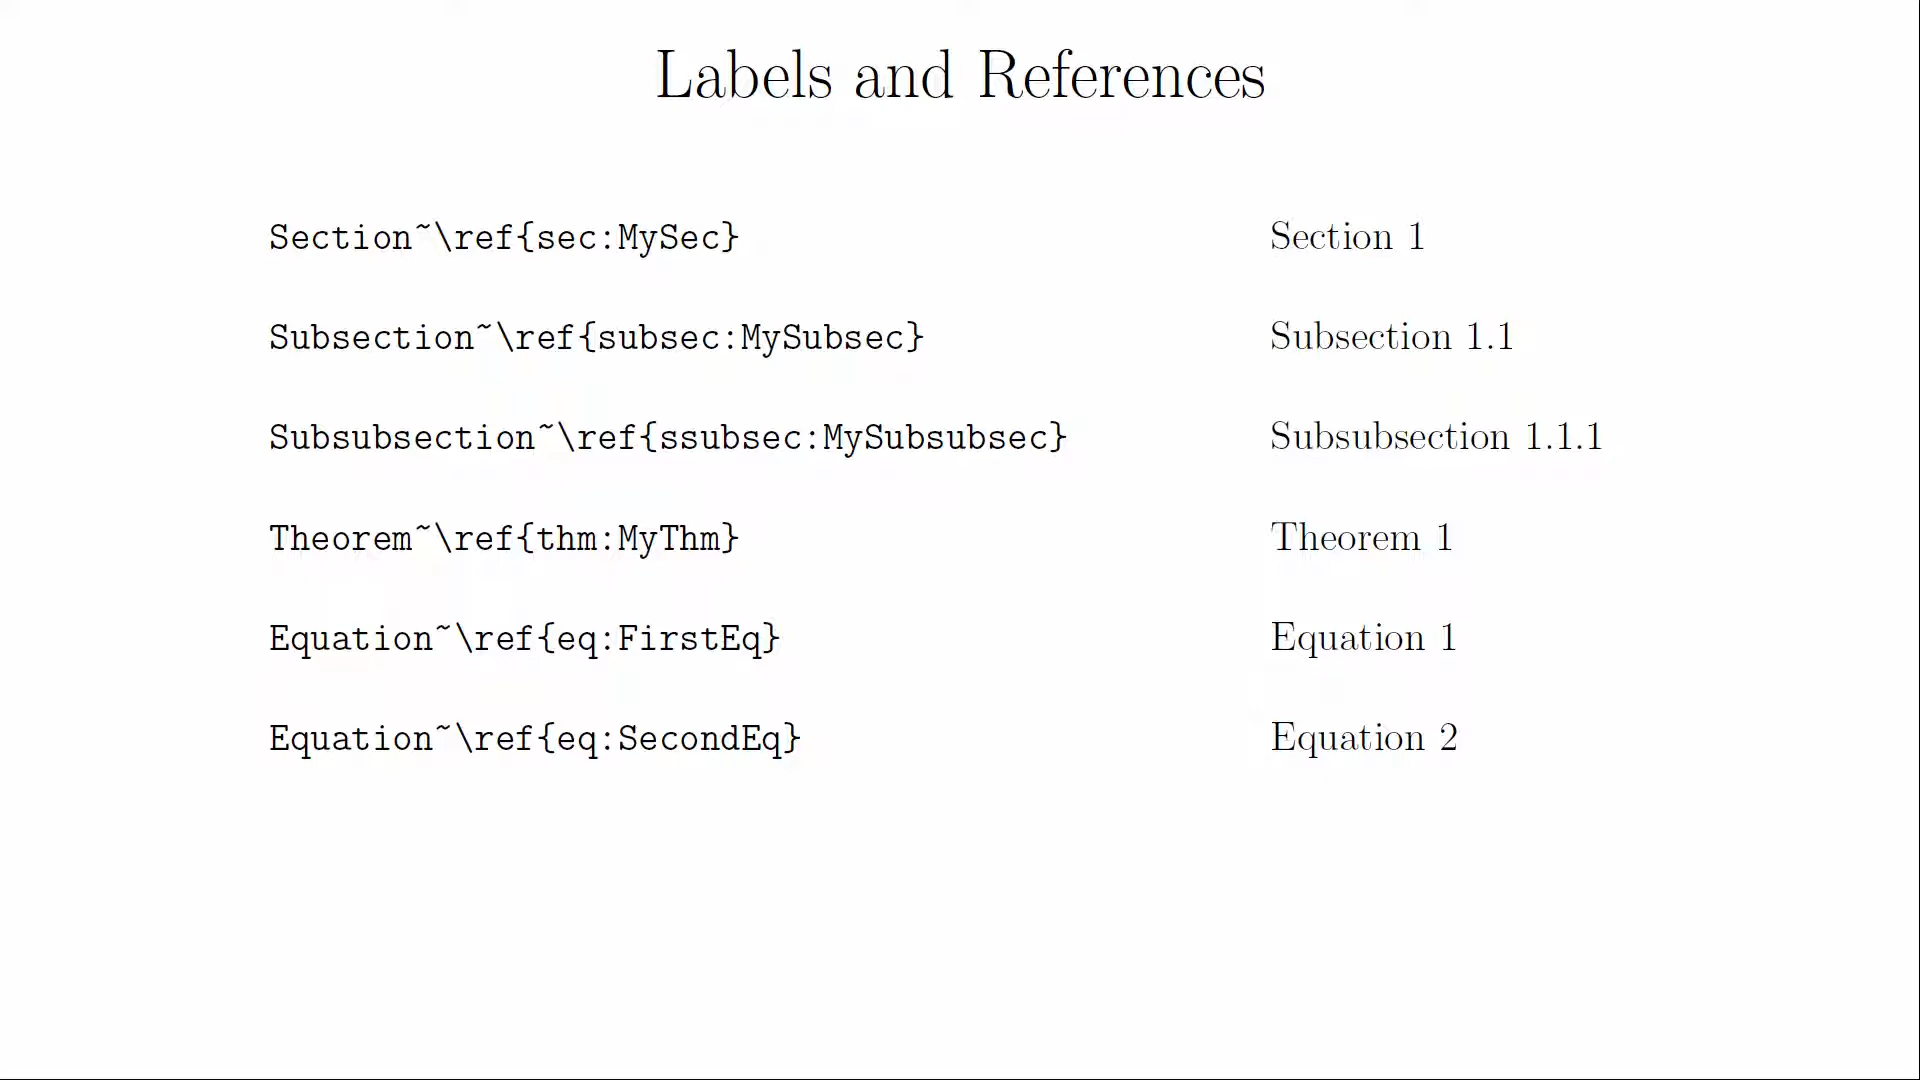 Labels and References
Section~\ref{sec:MySec} Section 1
Subsection~\ref{subsec:MySubsec} Subsection 1.1
Subsubsection~\ref{ssubsec:MySubsubsec} Subsubsection 1.1.1
Theorem~\ref{thm:MyThm} Theorem 1
Equation~\ref{eq:FirstEq} Equation 1
Equation~\ref{eq:SecondEq} Equation 2